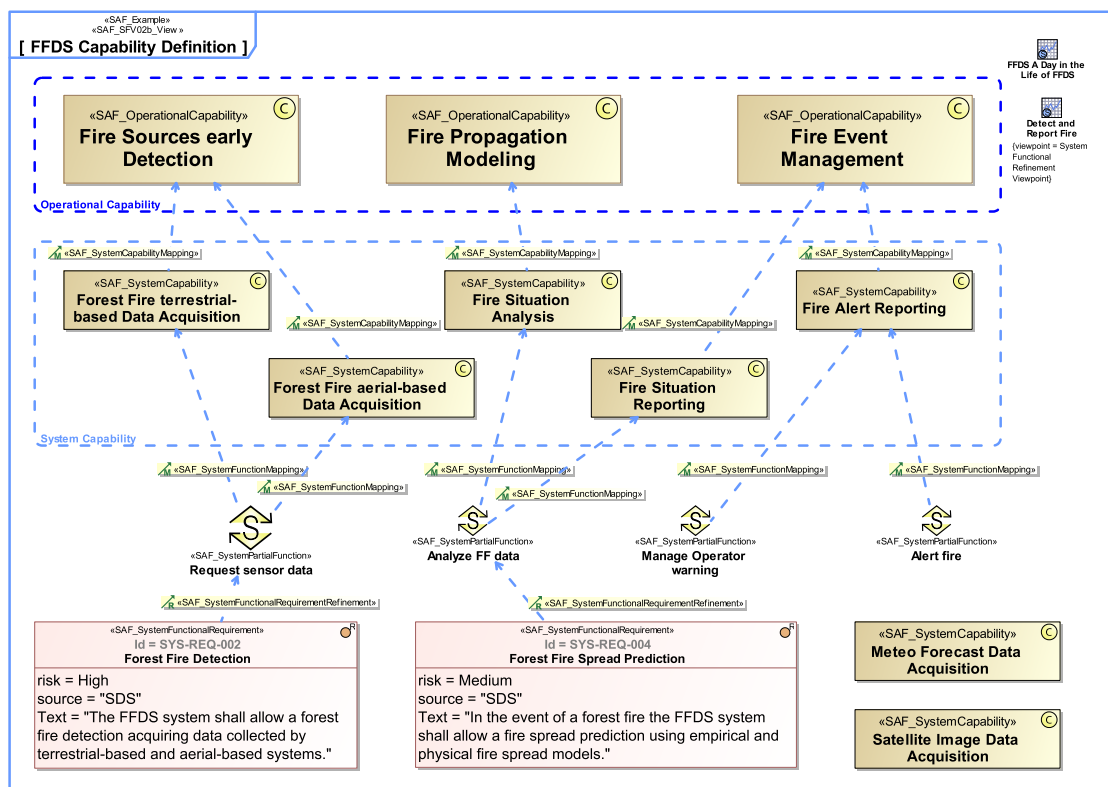 «SAF_Example»
«SAF_SFV02b_View »
[ FFDS Capability Definition ]
FFDS A Day in the
Life of FFDS
Detect and
Report Fire
{viewpoint = System
Functional
Refinement
Viewpoint}
«SAF_OperationalCapability»
Fire Sources early
Detection
C
«SAF_OperationalCapability»
Fire Propagation
Modeling
C
«SAF_OperationalCapability»
Fire Event
Management
C
Operational Capability
M «SAF_SystemCapabilityMapping»
M «SAF_SystemCapabilityMapping»
M «SAF_SystemCapabilityMapping»
«SAF_SystemCapability»
Forest Fire terrestrial-
based Data Acquisition
C
«SAF_SystemCapability»
Fire Situation
Analysis
C
«SAF_SystemCapability»
Fire Alert Reporting
C
M «SAF_SystemCapabilityMapping»
M «SAF_SystemCapabilityMapping»
«SAF_SystemCapability»
Forest Fire aerial-based
Data Acquisition
C
«SAF_SystemCapability»
Fire Situation
Reporting
C
System Capability
M «SAF_SystemFunctionMapping»
M «SAF_SystemFunctionMapping»
M «SAF_SystemFunctionMapping»
M «SAF_SystemFunctionMapping»
M «SAF_SystemFunctionMapping»
M «SAF_SystemFunctionMapping»
S
«SAF_SystemPartialFunction»
Request sensor data
S
«SAF_SystemPartialFunction»
Analyze FF data
S
«SAF_SystemPartialFunction»
Manage Operator
warning
S
«SAF_SystemPartialFunction»
Alert fire
R «SAF_SystemFunctionalRequirementRefinement»
R «SAF_SystemFunctionalRequirementRefinement»
«SAF_SystemFunctionalRequirement»
R
Id = SYS-REQ-002
Forest Fire Detection
risk = High
source = "SDS"
Text = "The FFDS system shall allow a forest
fire detection acquiring data collected by
terrestrial-based and aerial-based systems."
«SAF_SystemFunctionalRequirement»
R
Id = SYS-REQ-004
Forest Fire Spread Prediction
risk = Medium
source = "SDS"
Text = "In the event of a forest fire the FFDS system
shall allow a fire spread prediction using empirical and
physical fire spread models."
«SAF_SystemCapability»
Meteo Forecast Data
Acquisition
C
«SAF_SystemCapability»
Satellite Image Data
Acquisition
C